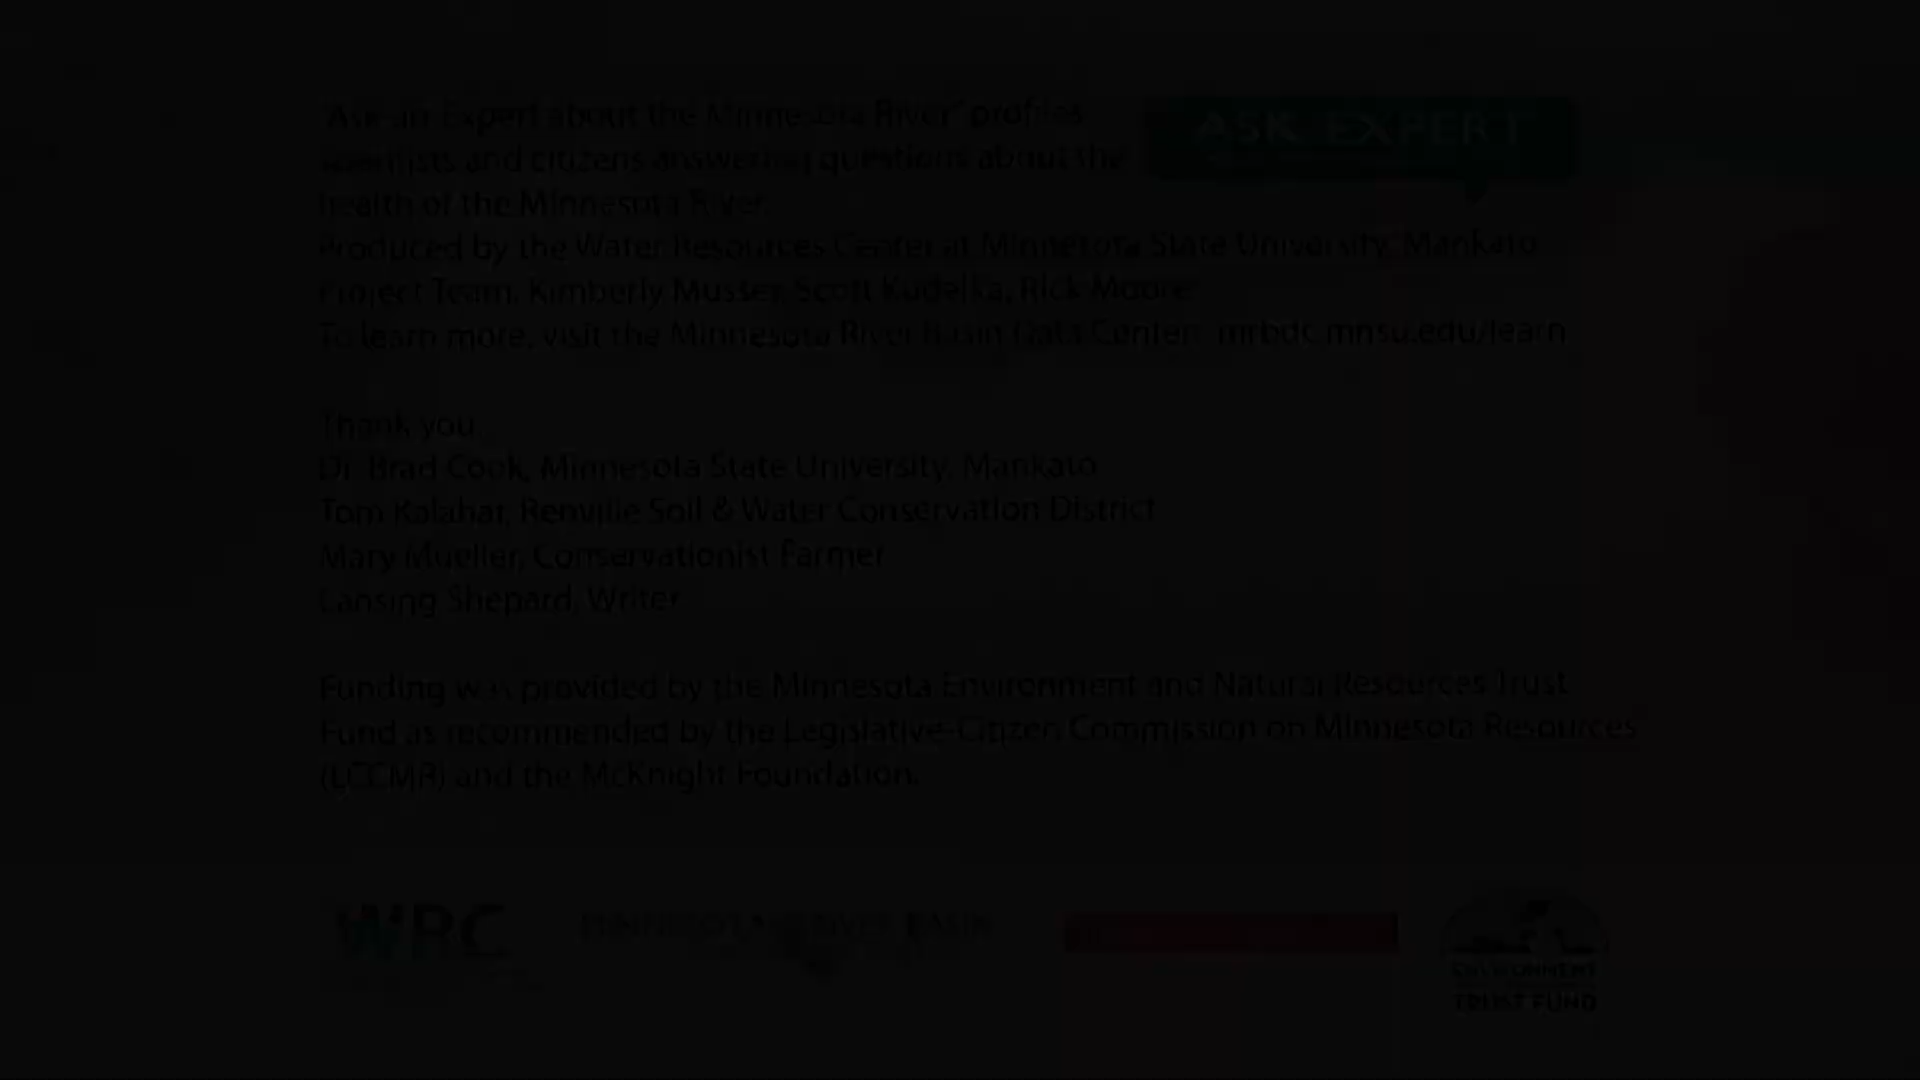 "Ask an Expert about the Minnesota River" profiles
scientists and citizens answering questions about the
health of the Minnesota River.
Produced by the Water Resources Center at Minnesota State University, Mankato
Project Team: Kimberly Musser, Scott Kudelka, Rick Moore
To learn more, visit the Minnesota River Basin Data Center: mrbdc.mnsu.edu/learn
ASK EXPERT
Thank you
Dr. Brad Cook, Minnesota State University, Mankato
Tom Kalahar, Renville Soil & Water Conservation District
Mary Mueller, Conservationist Farmer
Lansing Shepard, Writer
Funding was provided by the Minnesota Environment and Natural Resources Trust
Fund as recommended by the Legislative-Citizen Commission on Minnesota Resources
(LCCMR) and the McKnight Foundation.
WRC
MINNESOTA RIVER BASIN
ENVIRONMENT
TRUST FUND